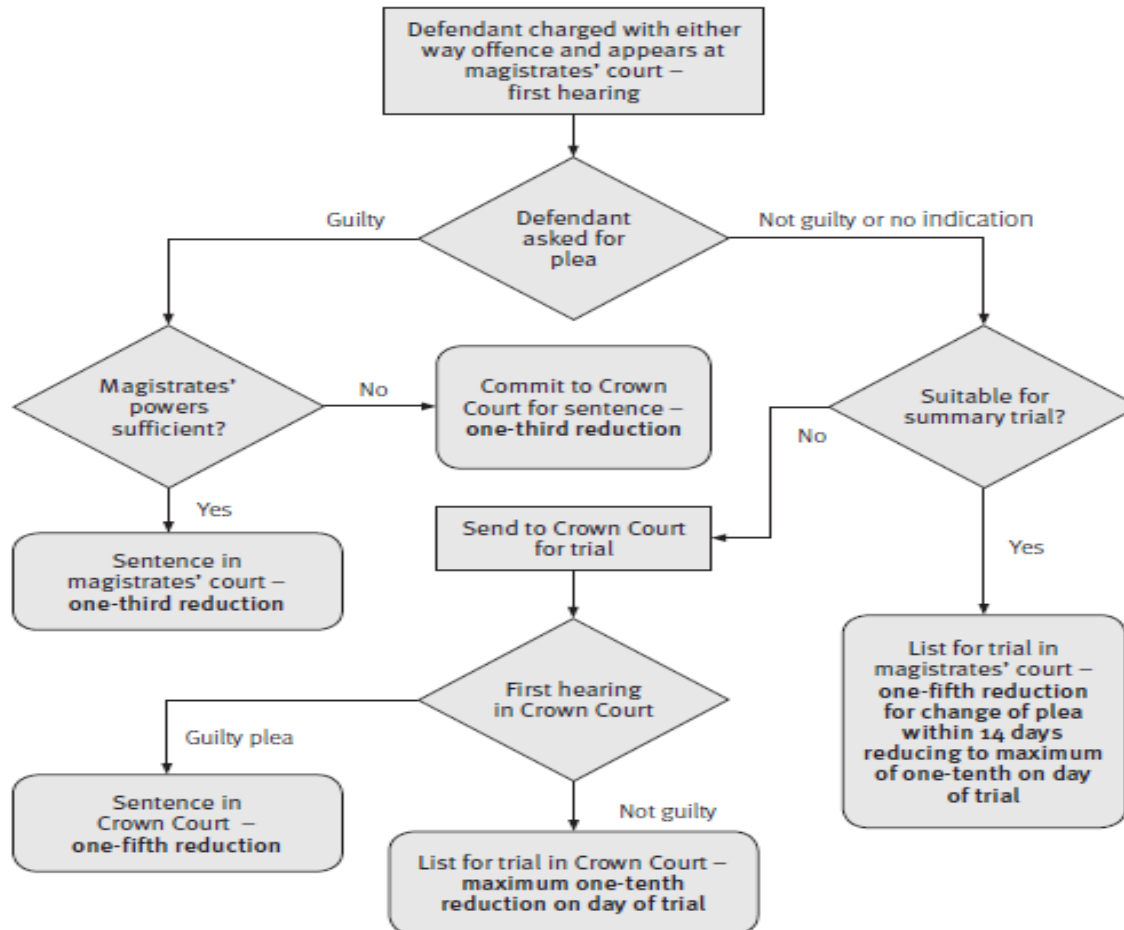 Defendant charged with either
way offence and appears at
magistrates' court –
first hearing
Defendant
asked for
plea
Guilty
Not guilty or no indication
Magistrates'
powers
sufficient?
No
Commit to Crown
Court for sentence –
one-third reduction
Suitable for
summary trial?
No
Yes
Sentence in
magistrates' court –
one-third reduction
Send to Crown Court
for trial
Yes
List for trial in
magistrates' court –
one-fifth reduction
for change of plea
within 14 days
reducing to maximum
of one-tenth on day
of trial
First hearing
in Crown Court
Guilty plea
Sentence in
Crown Court –
one-fifth reduction
Not guilty
List for trial in Crown Court –
maximum one-tenth
reduction on day of trial